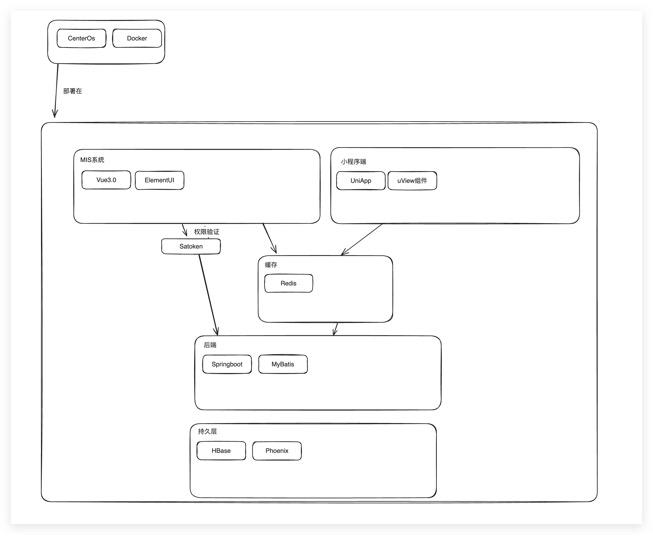 CenterOs
Docker
部署在
MIS系统
Vue3.0
ElementUI
小程序端
UniApp
uView组件
权限验证
Satoken
缓存
Redis
后端
Springboot
MyBatis
持久层
HBase
Phoenix